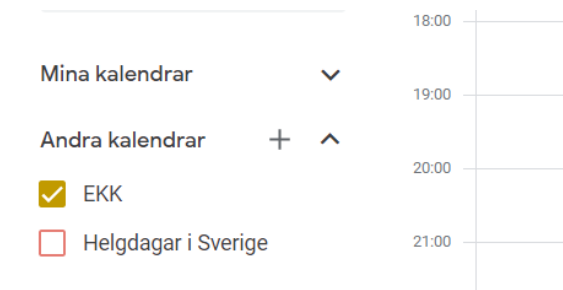 Mina kalendrar
Andra kalendrar
EKK
Helgdagar i Sverige
18:00
19:00
20:00
21:00